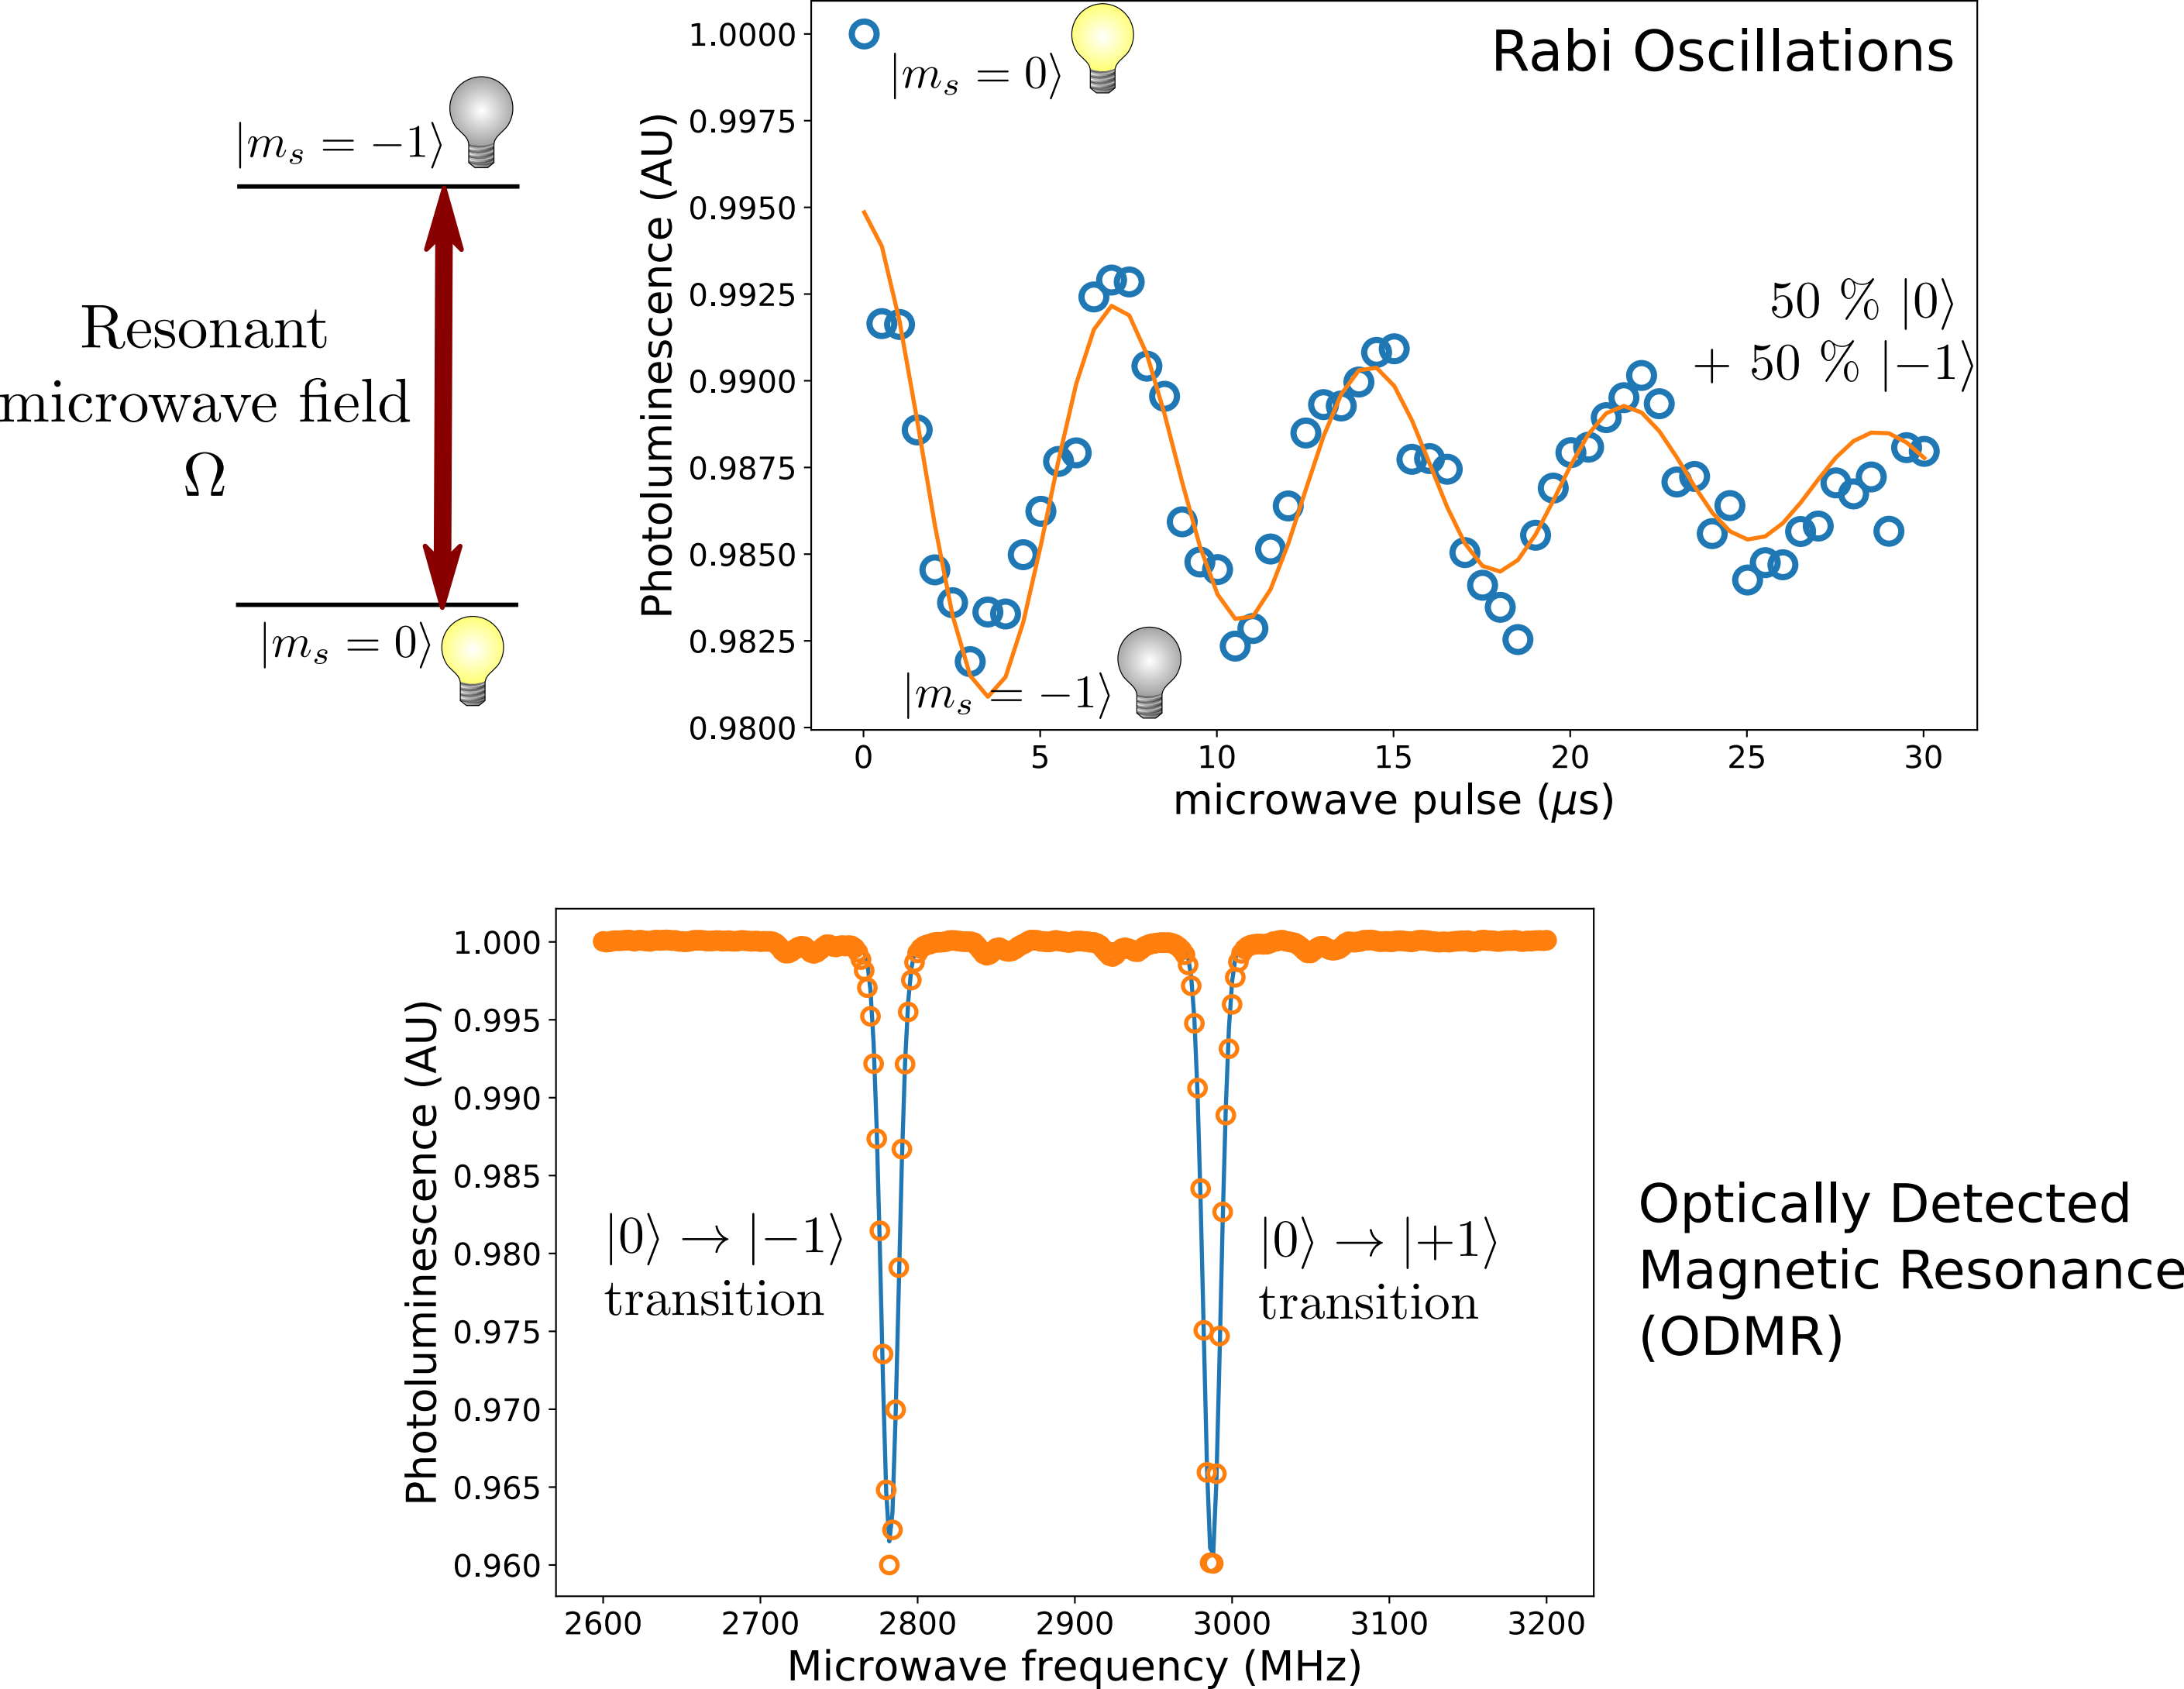 |m_s = −1⟩
Resonant
microwave field
Ω
|m_s = 0⟩
Rabi Oscillations
|m_s = 0⟩
50 % |0⟩
+ 50 % |−1⟩
|m_s = −1⟩
Photoluminescence (AU)
1.0000
0.9975
0.9950
0.9925
0.9900
0.9875
0.9850
0.9825
0.9800
0 5 10 15 20 25 30
microwave pulse (μs)
Photoluminescence (AU)
1.000
0.995
0.990
0.985
0.980
0.975
0.970
0.965
0.960
|0⟩ → |−1⟩
transition
|0⟩ → |+1⟩
transition
2600 2700 2800 2900 3000 3100 3200
Microwave frequency (MHz)
Optically Detected
Magnetic Resonance
(ODMR)